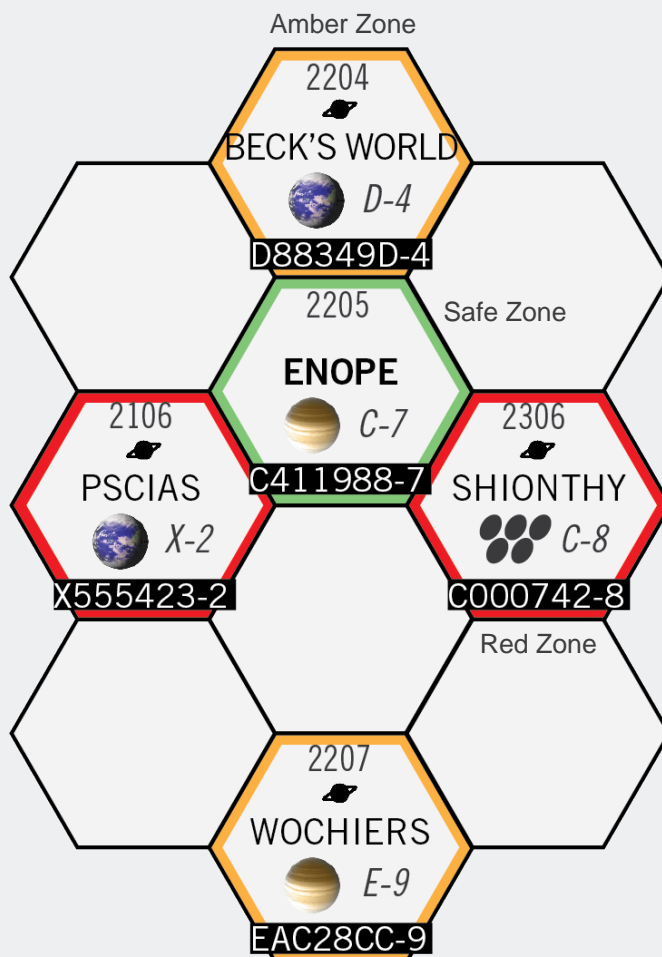 Amber Zone
2204
BECK'S WORLD
D-4
D88349D-4
2205
Safe Zone
ENOPE
C-7
C411988-7
2106
PSCIAS
X-2
X555423-2
2306
SHIONTHY
C-8
C000742-8
Red Zone
2207
WOCHIERS
E-9
EAC28CC-9